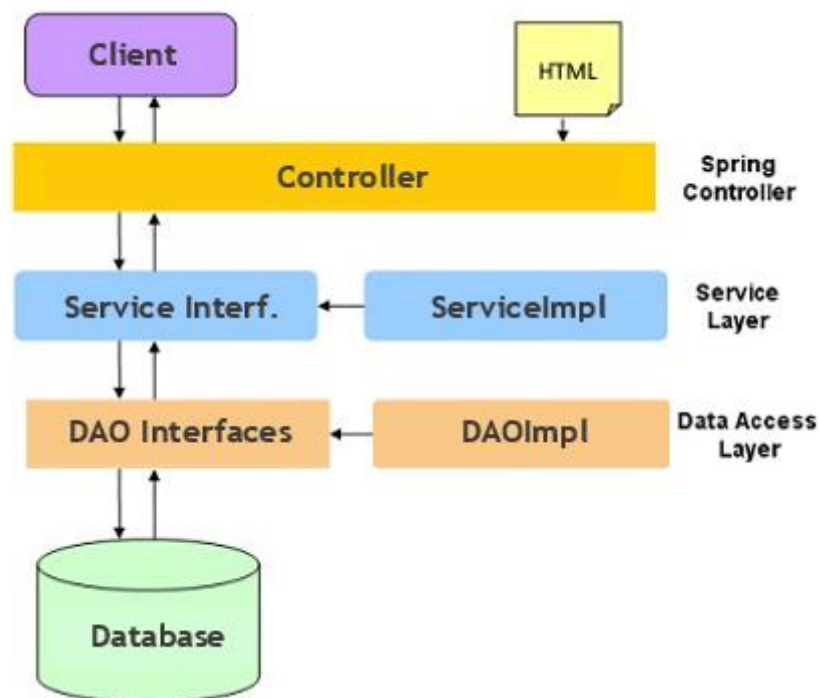 Client
HTML
Controller
Spring
Controller
Service Interf.
ServiceImpl
Service
Layer
DAO Interfaces
DAOImpl
Data Access
Layer
Database